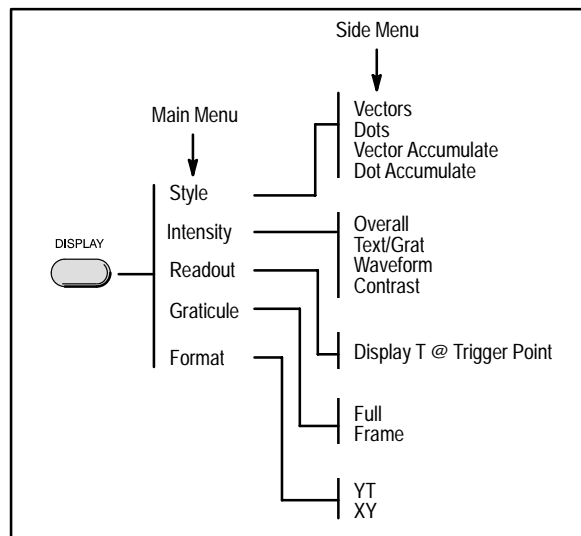 Side Menu
Main Menu
DISPLAY
Style
Intensity
Readout
Graticule
Format
Vectors
Dots
Vector Accumulate
Dot Accumulate
Overall
Text/Grat
Waveform
Contrast
Display T @ Trigger Point
Full
Frame
YT
XY